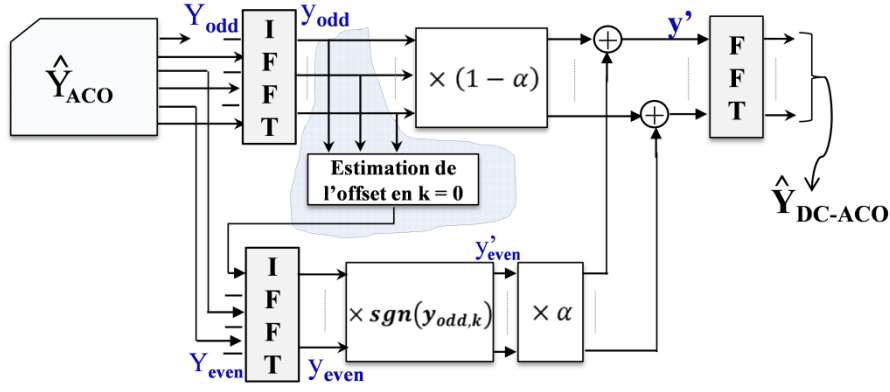 Y_odd
y_odd
y'
I
F
F
T
F
F
T
Ŷ_ACO
× (1 − α)
+
+
Estimation de
l'offset en k = 0
Ŷ_DC-ACO
I
F
F
T
y'_even
× sgn(y_odd,k)
× α
Y_even
y_even